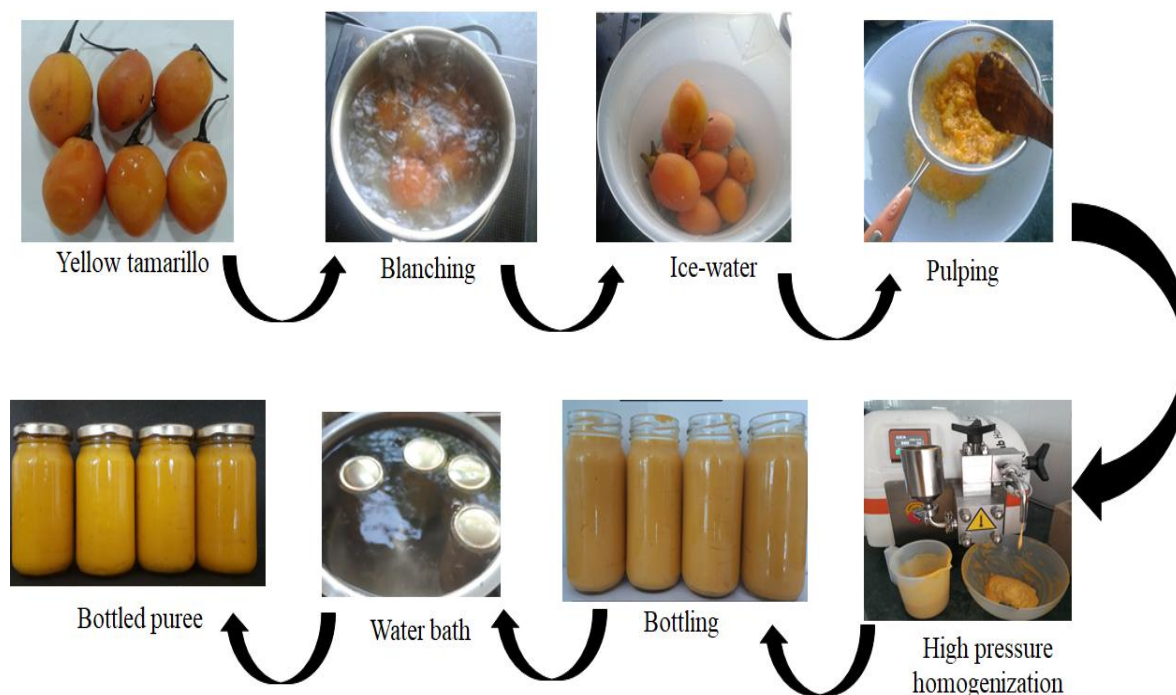 Yellow tamarillo
Blanching
Ice-water
Pulping
High pressure
homogenization
Bottling
Water bath
Bottled puree